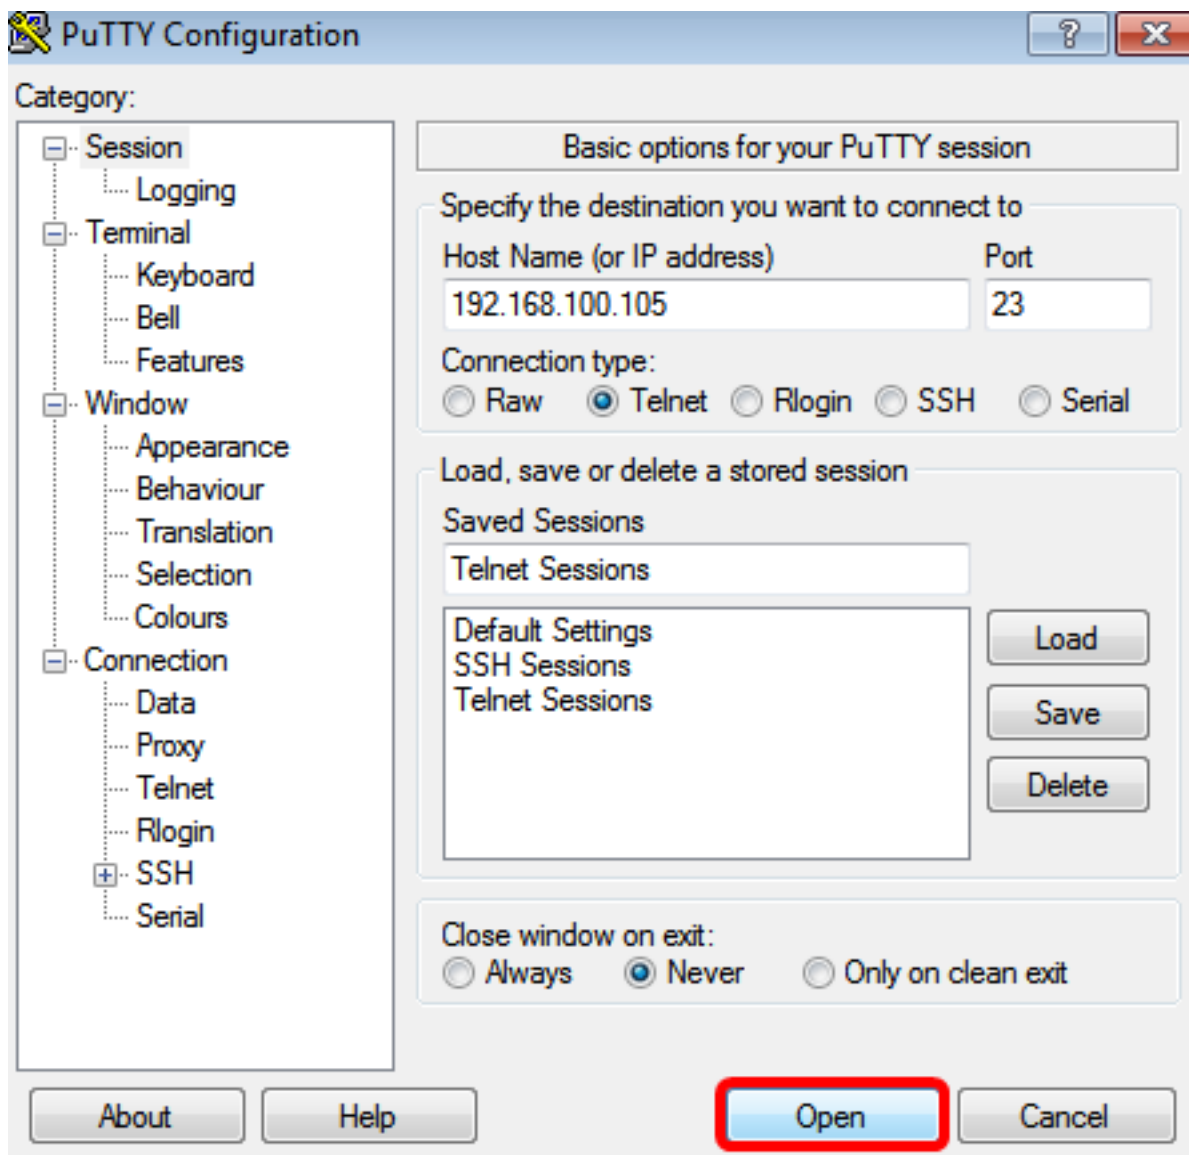 PuTTY Configuration
Category:
Session
Logging
Terminal
Keyboard
Bell
Features
Window
Appearance
Behaviour
Translation
Selection
Colours
Connection
Data
Proxy
Telnet
Rlogin
SSH
Serial
Basic options for your PuTTY session
Specify the destination you want to connect to
Host Name (or IP address) Port
192.168.100.105 23
Connection type:
Raw Telnet Rlogin SSH Serial
Load, save or delete a stored session
Saved Sessions
Telnet Sessions
Default Settings
SSH Sessions
Telnet Sessions
Load
Save
Delete
Close window on exit:
Always Never Only on clean exit
About Help Open Cancel